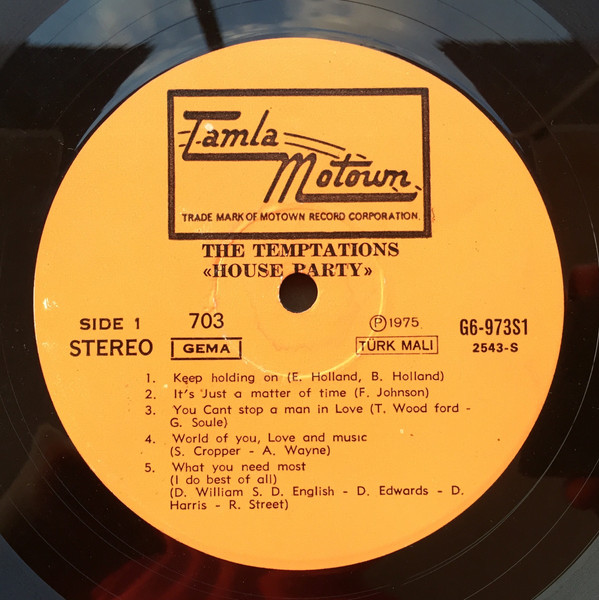 Tamla
Motown
TRADE MARK OF MOTOWN RECORD CORPORATION
THE TEMPTATIONS
«HOUSE PARTY»
SIDE 1 703 Ⓟ 1975 G6-973S1
STEREO GEMA TÜRK MALI 2543-S
1. Keep holding on (E. Holland, B. Holland)
2. It's Just a matter of time (F. Johnson)
3. You Cant stop a man in Love (T. Wood ford -
G. Soule)
4. World of you, Love and music
(S. Cropper - A. Wayne)
5. What you need most
(I do best of all)
(D. William S. D. English - D. Edwards - D.
Harris - R. Street)